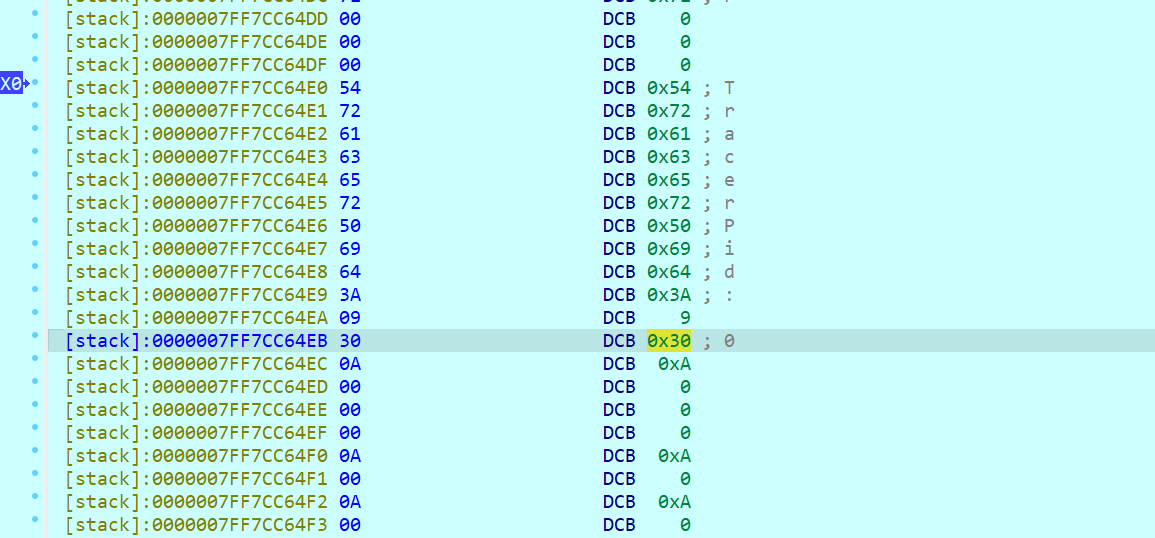 [stack]:0000007FF7CC64DD 00 DCB 0
[stack]:0000007FF7CC64DE 00 DCB 0
[stack]:0000007FF7CC64DF 00 DCB 0
X0
[stack]:0000007FF7CC64E0 54 DCB 0x54 ; T
[stack]:0000007FF7CC64E1 72 DCB 0x72 ; r
[stack]:0000007FF7CC64E2 61 DCB 0x61 ; a
[stack]:0000007FF7CC64E3 63 DCB 0x63 ; c
[stack]:0000007FF7CC64E4 65 DCB 0x65 ; e
[stack]:0000007FF7CC64E5 72 DCB 0x72 ; r
[stack]:0000007FF7CC64E6 50 DCB 0x50 ; P
[stack]:0000007FF7CC64E7 69 DCB 0x69 ; i
[stack]:0000007FF7CC64E8 64 DCB 0x64 ; d
[stack]:0000007FF7CC64E9 3A DCB 0x3A ; :
[stack]:0000007FF7CC64EA 09 DCB 9
[stack]:0000007FF7CC64EB 30 DCB 0x30 ; 0
[stack]:0000007FF7CC64EC 0A DCB 0xA
[stack]:0000007FF7CC64ED 00 DCB 0
[stack]:0000007FF7CC64EE 00 DCB 0
[stack]:0000007FF7CC64EF 00 DCB 0
[stack]:0000007FF7CC64F0 0A DCB 0xA
[stack]:0000007FF7CC64F1 00 DCB 0
[stack]:0000007FF7CC64F2 0A DCB 0xA
[stack]:0000007FF7CC64F3 00 DCB 0